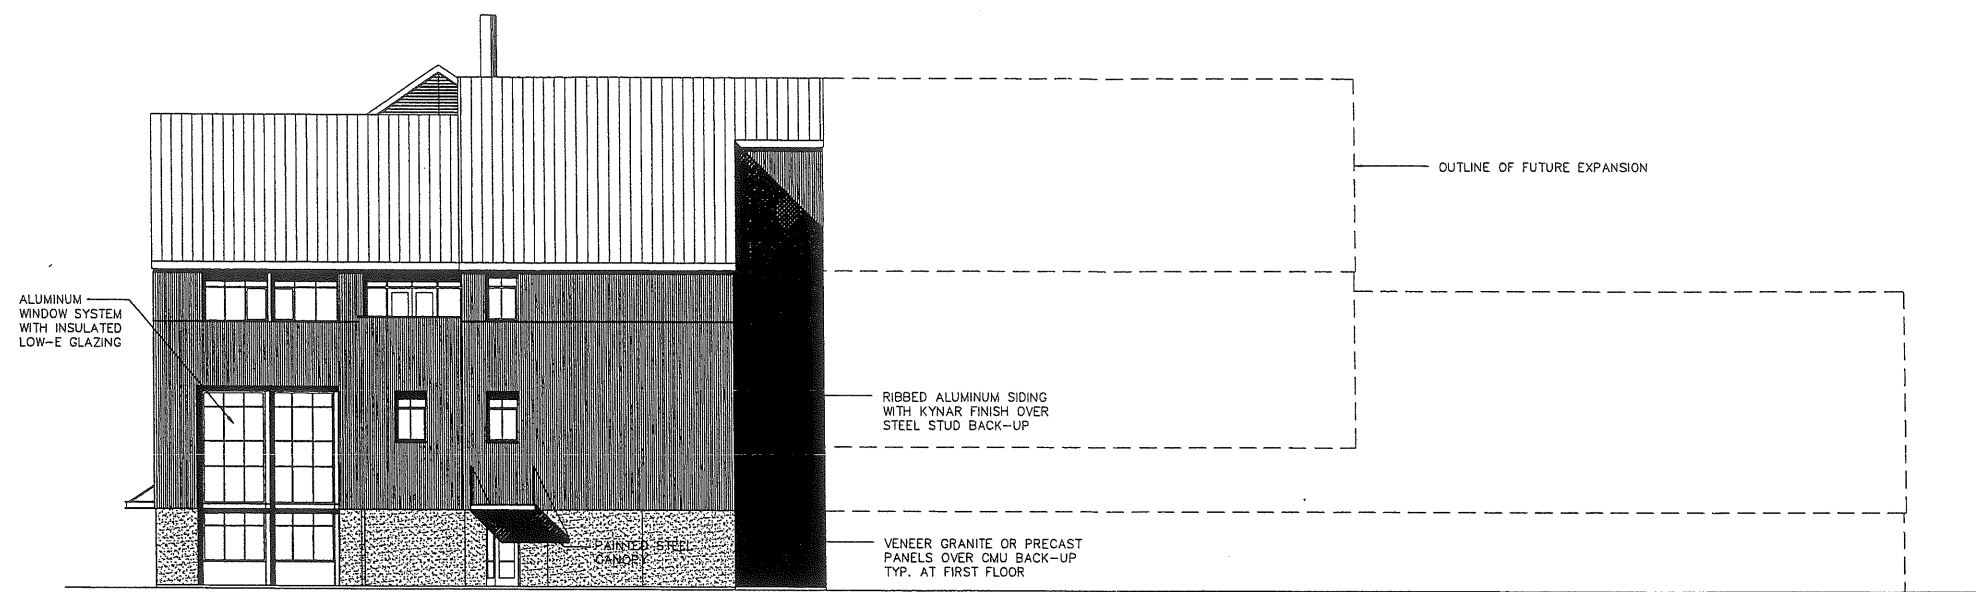 OUTLINE OF FUTURE EXPANSION
ALUMINUM
WINDOW SYSTEM
WITH INSULATED
LOW-E GLAZING
RIBBED ALUMINUM SIDING
WITH KYNAR FINISH OVER
STEEL STUD BACK-UP
PAINTED STEEL
CANOPY
VENEER GRANITE OR PRECAST
PANELS OVER CMU BACK-UP
TYP. AT FIRST FLOOR